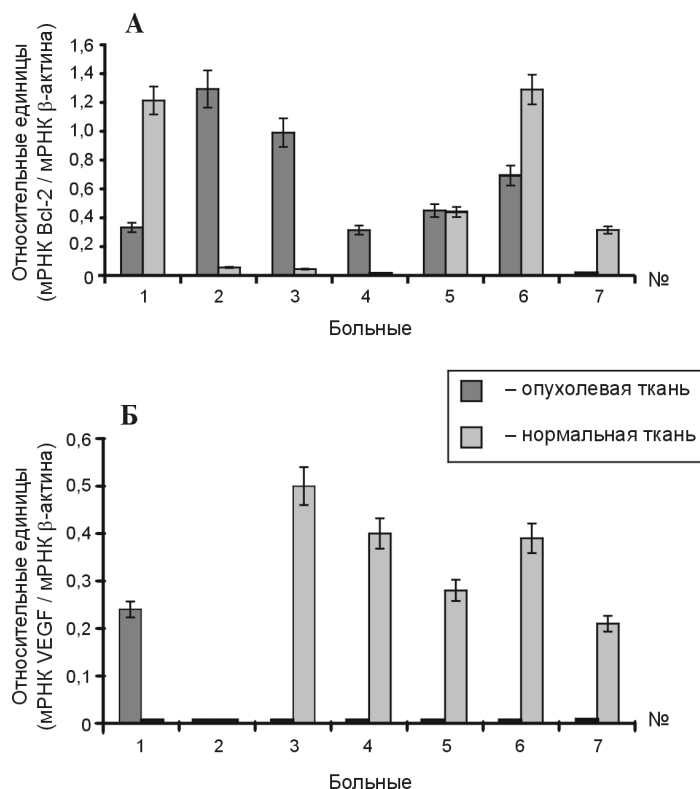 А
Относительные единицы
(мРНК Bcl-2 / мРНК β-актина)
1,6
1,4
1,2
1,0
0,8
0,6
0,4
0,2
0
1 2 3 4 5 6 7 №
Больные
– опухолевая ткань
– нормальная ткань
Б
Относительные единицы
(мРНК VEGF / мРНК β-актина)
0,6
0,5
0,4
0,3
0,2
0,1
0
1 2 3 4 5 6 7 №
Больные